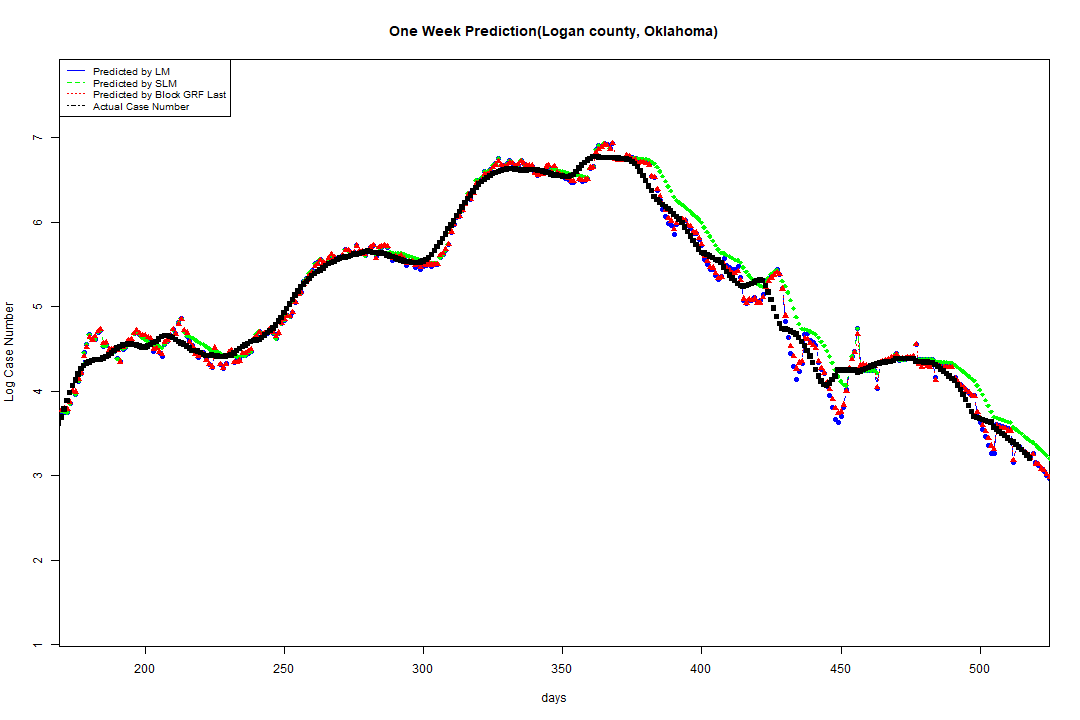 One Week Prediction(Logan county, Oklahoma)
Predicted by LM
Predicted by SLM
Predicted by Block GRF Last
Actual Case Number
Log Case Number
7
6
5
4
3
2
1
200 250 300 350 400 450 500
days